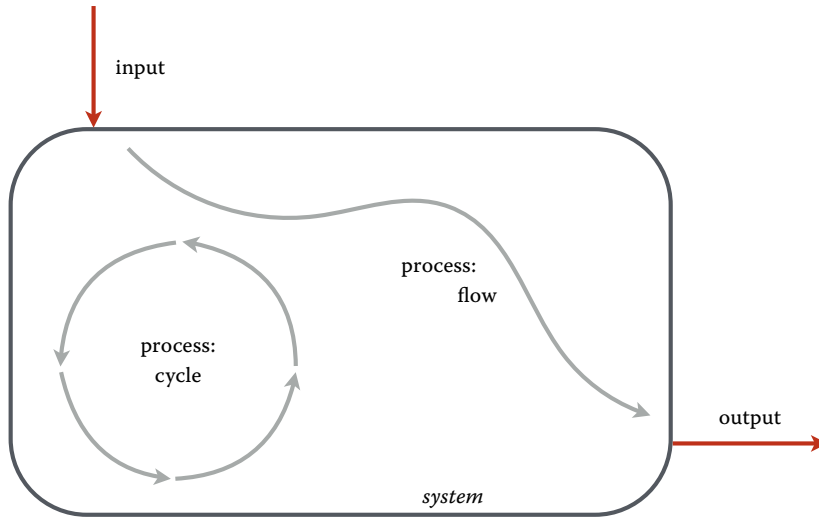 input
process:
flow
process:
cycle
output
system